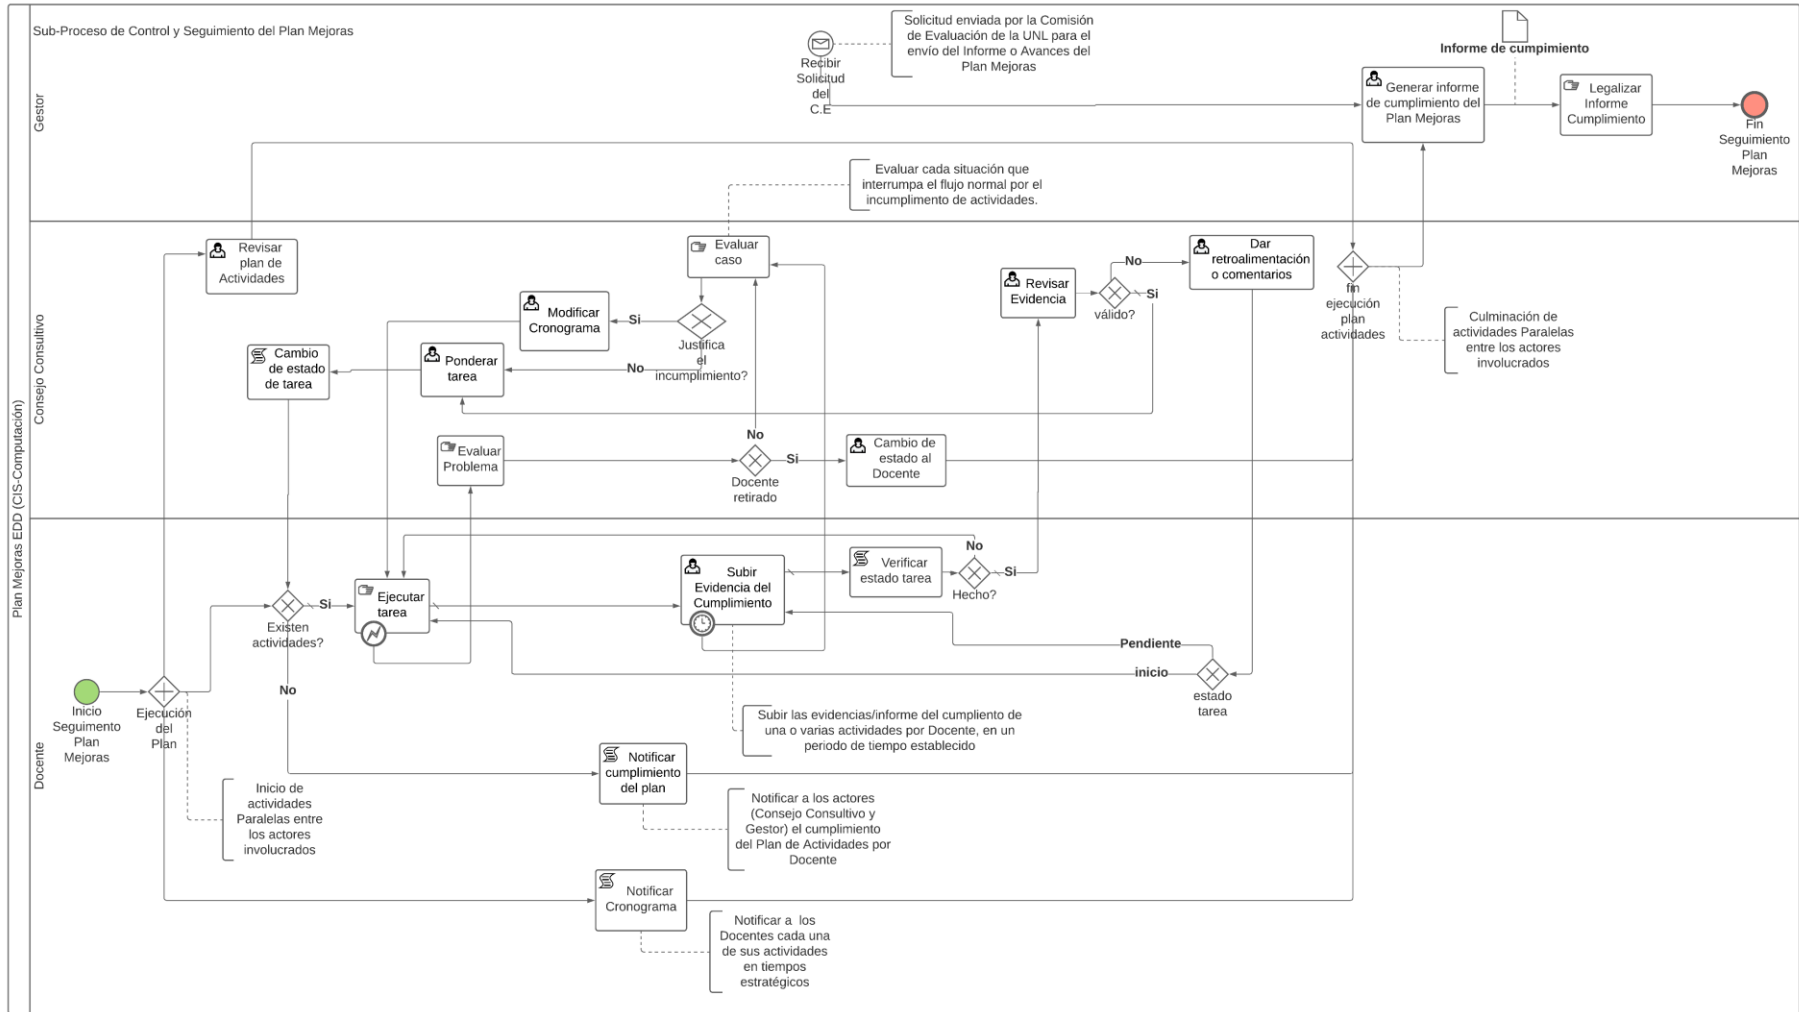 Sub-Proceso de Control y Seguimiento del Plan Mejoras
Plan Mejoras EDD (CIS-Computación)
Gestor
Recibir
Solicitud
del
C.E
Solicitud enviada por la Comisión
de Evaluación de la UNL para el
envío del Informe o Avances del
Plan Mejoras
Informe de cumpimiento
Generar informe
de cumplimiento del
Plan Mejoras
Legalizar
Informe
Cumplimiento
Fin
Seguimiento
Plan
Mejoras
Evaluar cada situación que
interrumpa el flujo normal por el
incumplimento de actividades.
Consejo Consultivo
Revisar
plan de
Actividades
Evaluar
caso
Modificar
Cronograma
Si
Justifica
el
incumplimiento?
No
Ponderar
tarea
Cambio
de estado
de tarea
Evaluar
Problema
No
Docente
retirado
Si
Cambio de
estado al
Docente
Revisar
Evidencia
válido?
No
Si
Dar
retroalimentación
o comentarios
fin
ejecución
plan
actividades
Culminación de
actividades Paralelas
entre los actores
involucrados
Docente
Inicio
Seguimento
Plan
Mejoras
Ejecución
del
Plan
Inicio de
actividades
Paralelas entre
los actores
involucrados
Existen
actividades?
Si
No
Ejecutar
tarea
Subir
Evidencia del
Cumplimiento
Verificar
estado tarea
No
Hecho?
Si
Pendiente
inicio
estado
tarea
Subir las evidencias/informe del cumpliento de
una o varias actividades por Docente, en un
periodo de tiempo establecido
Notificar
cumplimiento
del plan
Notificar a los actores
(Consejo Consultivo y
Gestor) el cumplimiento
del Plan de Actividades por
Docente
Notificar
Cronograma
Notificar a los
Docentes cada una
de sus actividades
en tiempos
estratégicos